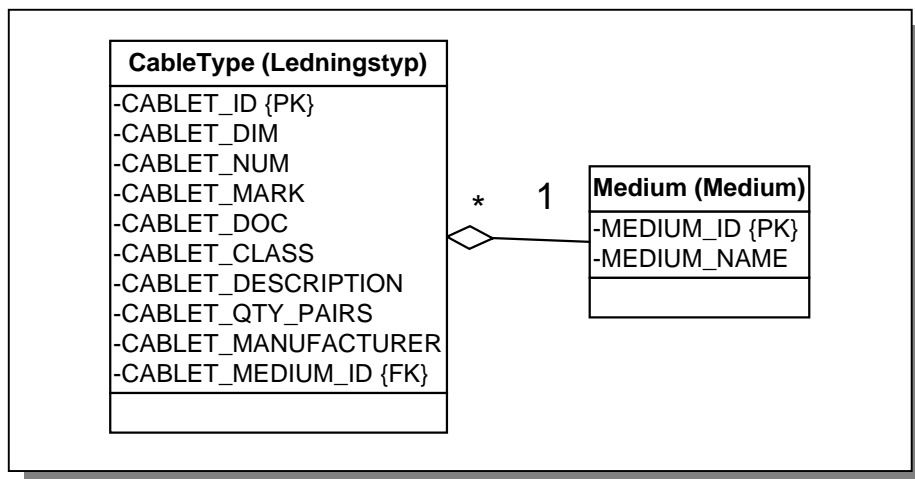 CableType (Ledningstyp)
-CABLET_ID {PK}
-CABLET_DIM
-CABLET_NUM
-CABLET_MARK
-CABLET_DOC
-CABLET_CLASS
-CABLET_DESCRIPTION
-CABLET_QTY_PAIRS
-CABLET_MANUFACTURER
-CABLET_MEDIUM_ID {FK}
* 1
Medium (Medium)
-MEDIUM_ID {PK}
-MEDIUM_NAME